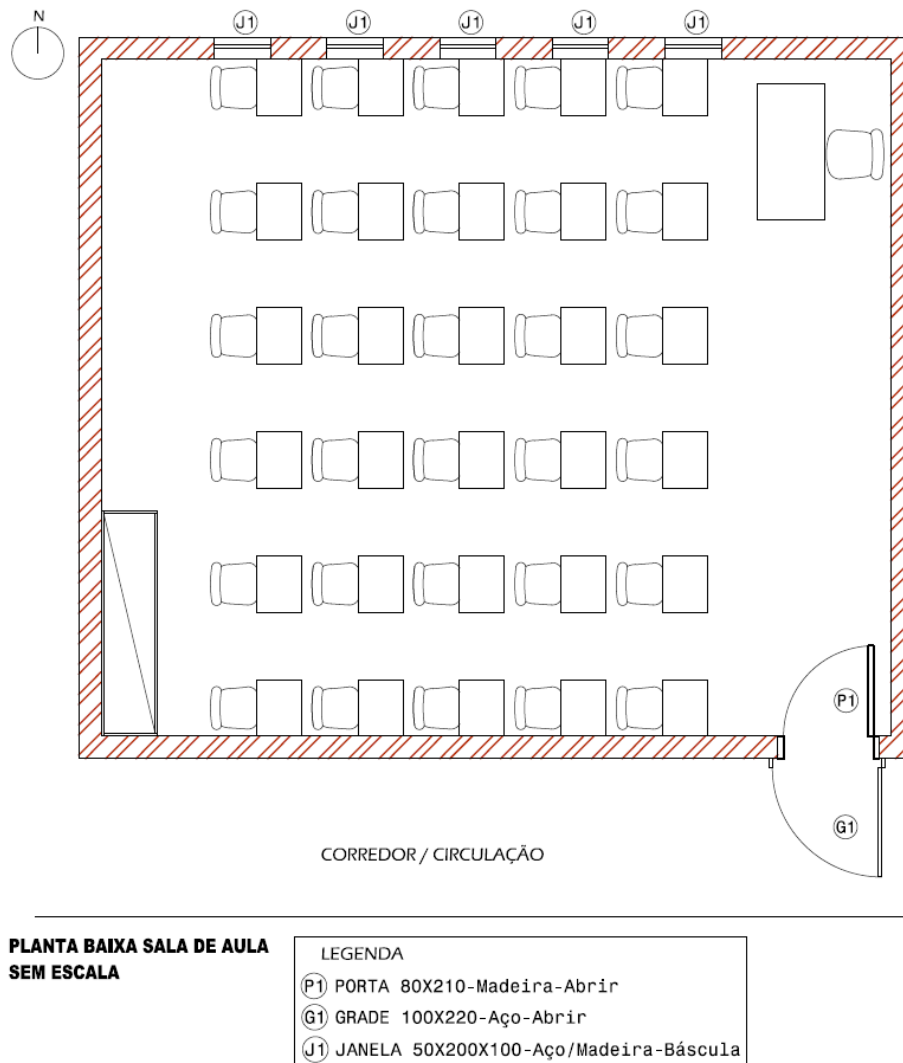 N
J1 J1 J1 J1 J1
P1
G1
CORREDOR / CIRCULAÇÃO
PLANTA BAIXA SALA DE AULA
SEM ESCALA
LEGENDA
P1 PORTA 80X210-Madeira-Abrir
G1 GRADE 100X220-Aço-Abrir
J1 JANELA 50X200X100-Aço/Madeira-Báscula